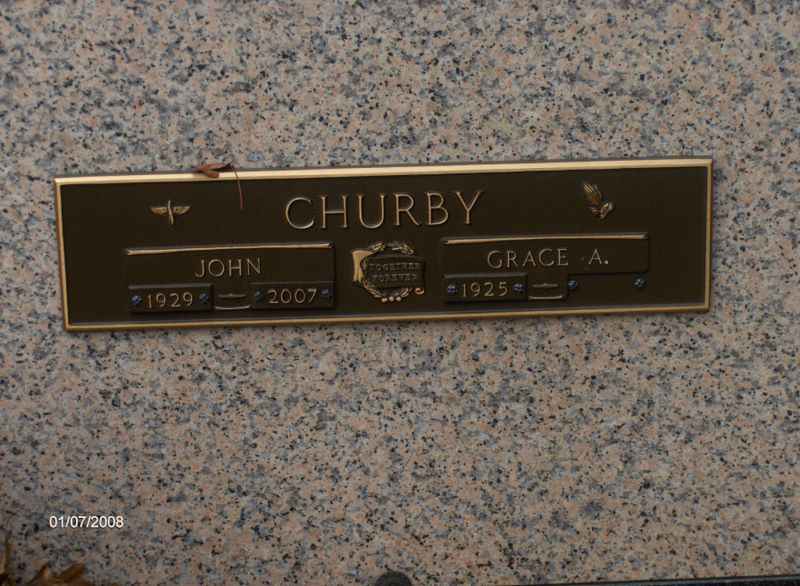 CHURBY
JOHN
1929 2007
TOGETHER
FOREVER
GRACE A.
1925
01/07/2008